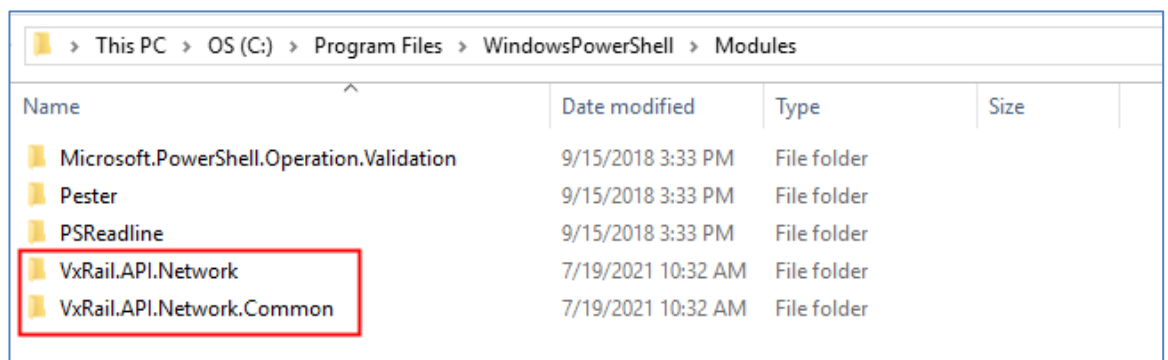 This PC > OS (C:) > Program Files > WindowsPowerShell > Modules
Name Date modified Type Size
Microsoft.PowerShell.Operation.Validation 9/15/2018 3:33 PM File folder
Pester 9/15/2018 3:33 PM File folder
PSReadline 9/15/2018 3:33 PM File folder
VxRail.API.Network 7/19/2021 10:32 AM File folder
VxRail.API.Network.Common 7/19/2021 10:32 AM File folder